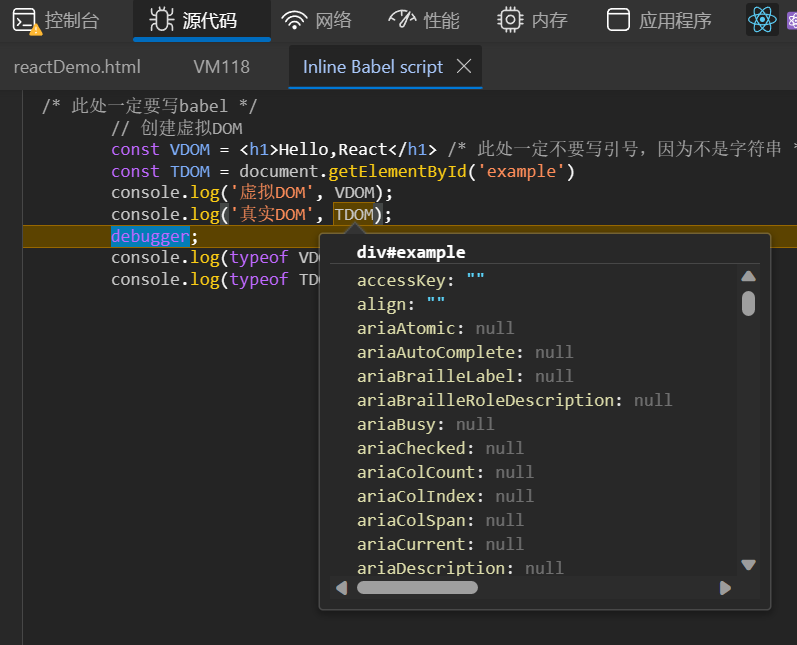 控制台 源代码 网络 性能 内存 应用程序
reactDemo.html VM118 Inline Babel script
/* 此处一定要写babel */
// 创建虚拟DOM
const VDOM = <h1>Hello,React</h1> /* 此处一定不要写引号，因为不是字符串 *
const TDOM = document.getElementById('example')
console.log('虚拟DOM', VDOM);
console.log('真实DOM', TDOM);
debugger;
console.log(typeof VD
console.log(typeof TD
div#example
accessKey: ""
align: ""
ariaAtomic: null
ariaAutoComplete: null
ariaBrailleLabel: null
ariaBrailleRoleDescription: null
ariaBusy: null
ariaChecked: null
ariaColCount: null
ariaColIndex: null
ariaColSpan: null
ariaCurrent: null
ariaDescription: null